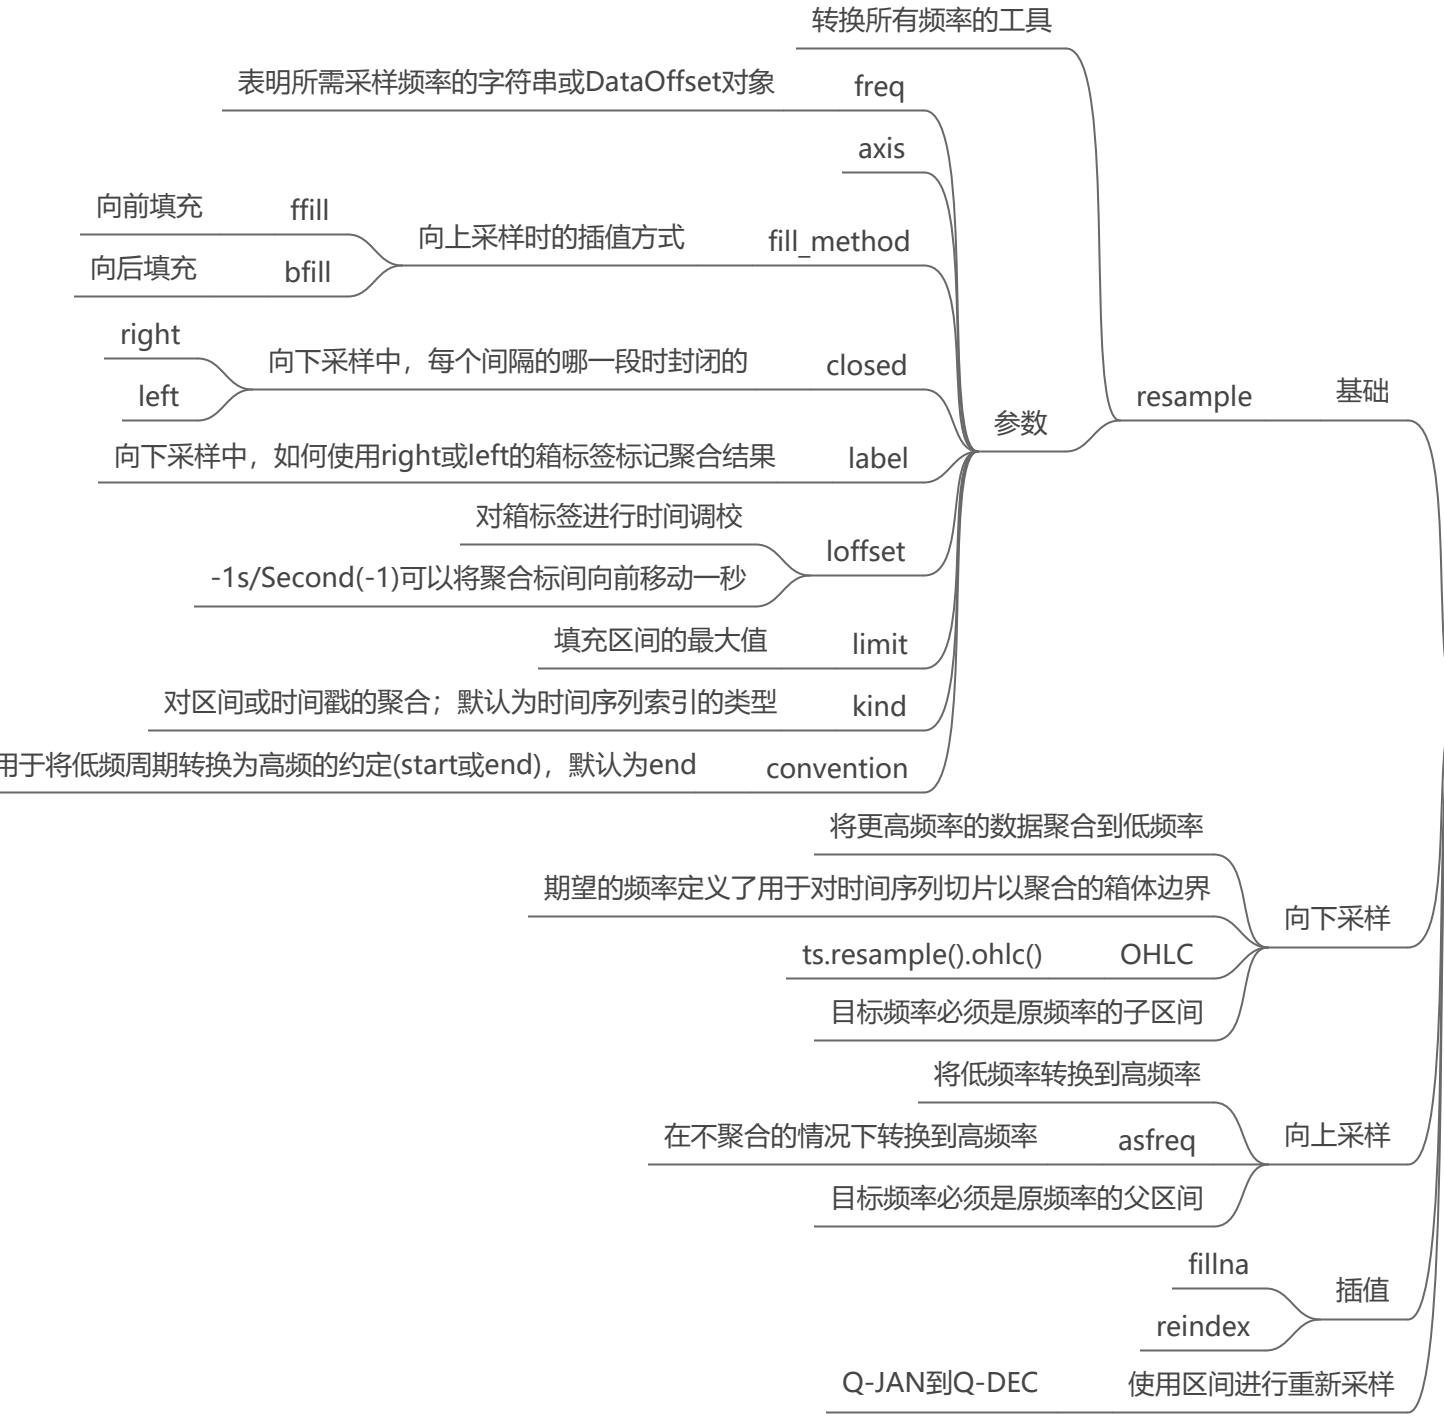 转换所有频率的工具
表明所需采样频率的字符串或DataOffset对象 freq
axis
向前填充 ffill
向上采样时的插值方式 fill_method
向后填充 bfill
right
向下采样中，每个间隔的哪一段时封闭的 closed
left
resample 基础
参数
向下采样中，如何使用right或left的箱标签标记聚合结果 label
对箱标签进行时间调校
loffset
-1s/Second(-1)可以将聚合标间向前移动一秒
填充区间的最大值 limit
对区间或时间戳的聚合；默认为时间序列索引的类型 kind
用于将低频周期转换为高频的约定(start或end)，默认为end convention
将更高频率的数据聚合到低频率
期望的频率定义了用于对时间序列切片以聚合的箱体边界
向下采样
ts.resample().ohlc() OHLC
目标频率必须是原频率的子区间
将低频率转换到高频率
在不聚合的情况下转换到高频率 asfreq 向上采样
目标频率必须是原频率的父区间
fillna
插值
reindex
Q-JAN到Q-DEC 使用区间进行重新采样